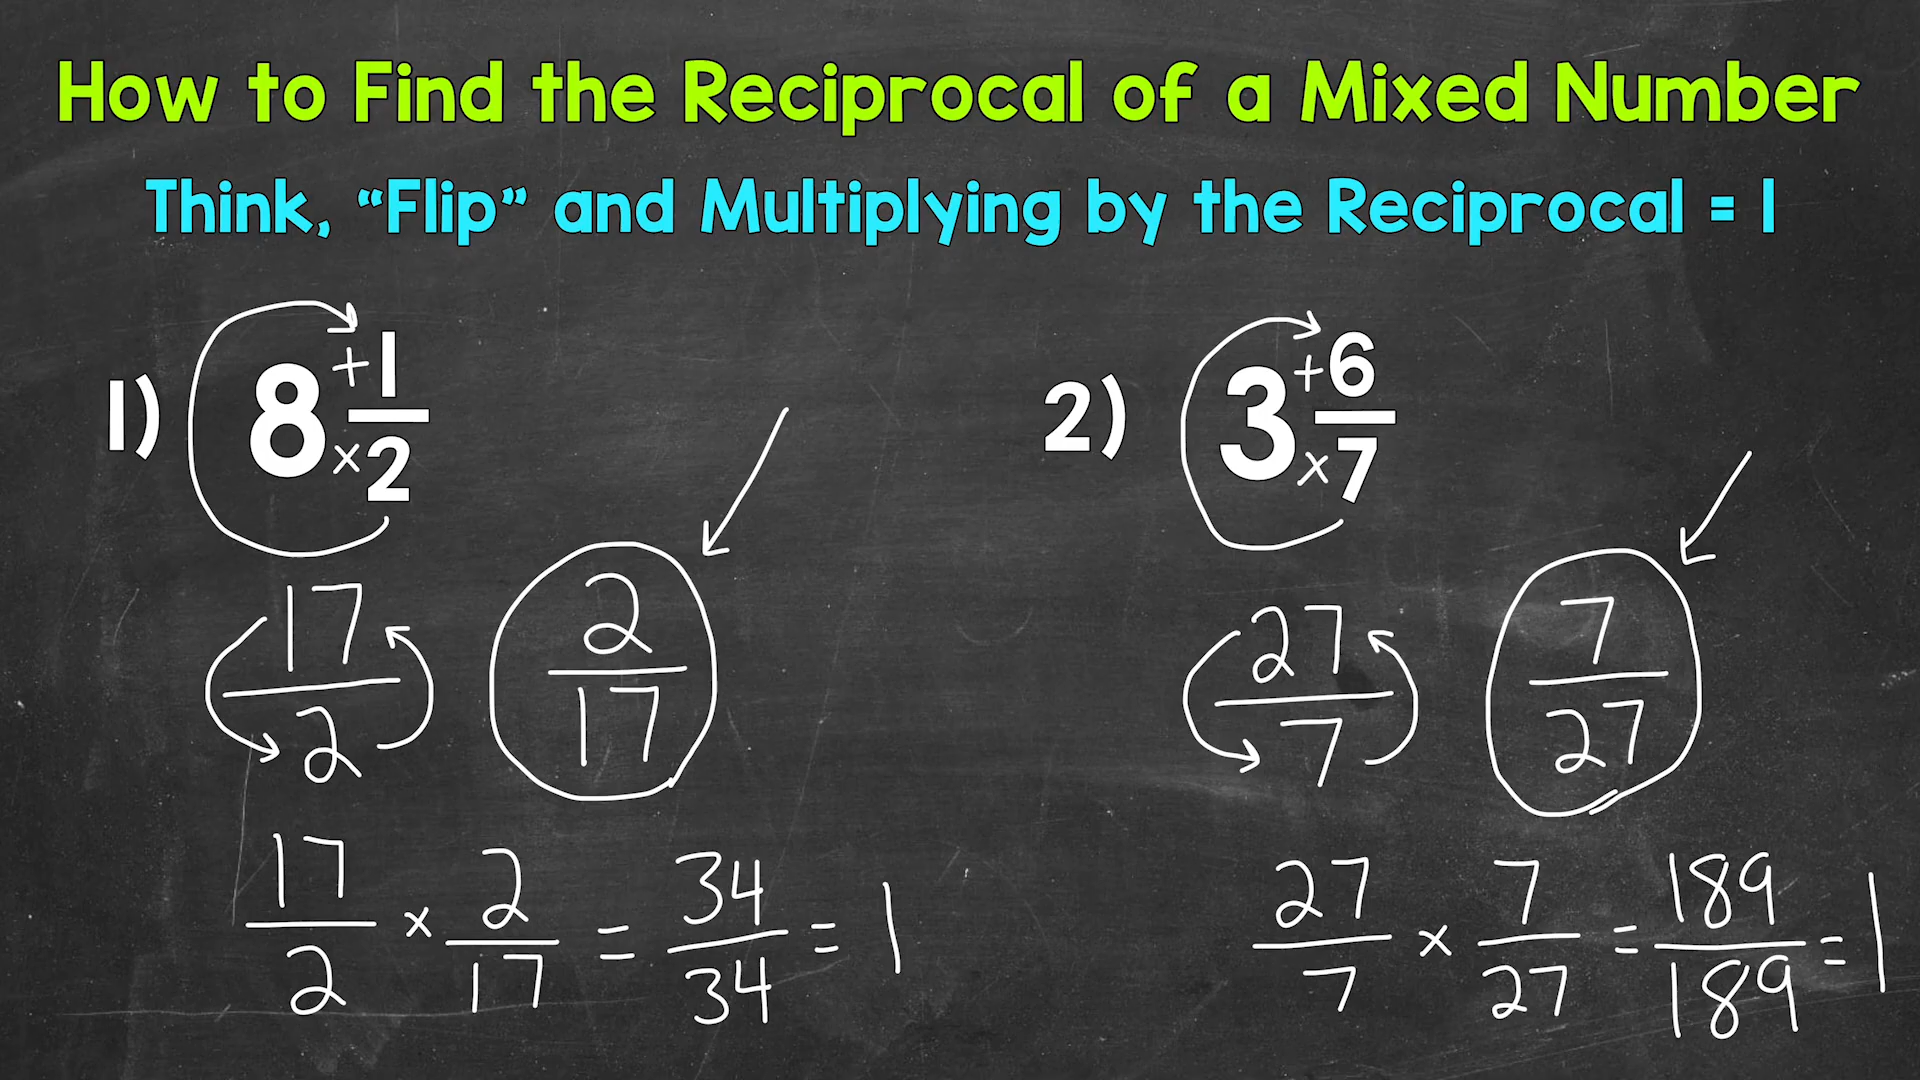 How to Find the Reciprocal of a Mixed Number
Think, “Flip” and Multiplying by the Reciprocal = 1
1) 8 + 1/× 2
17/2 2/17
17/2 × 2/17 = 34/34 = 1
2) 3 + 6/× 7
27/7 7/27
27/7 × 7/27 = 189/189 = 1